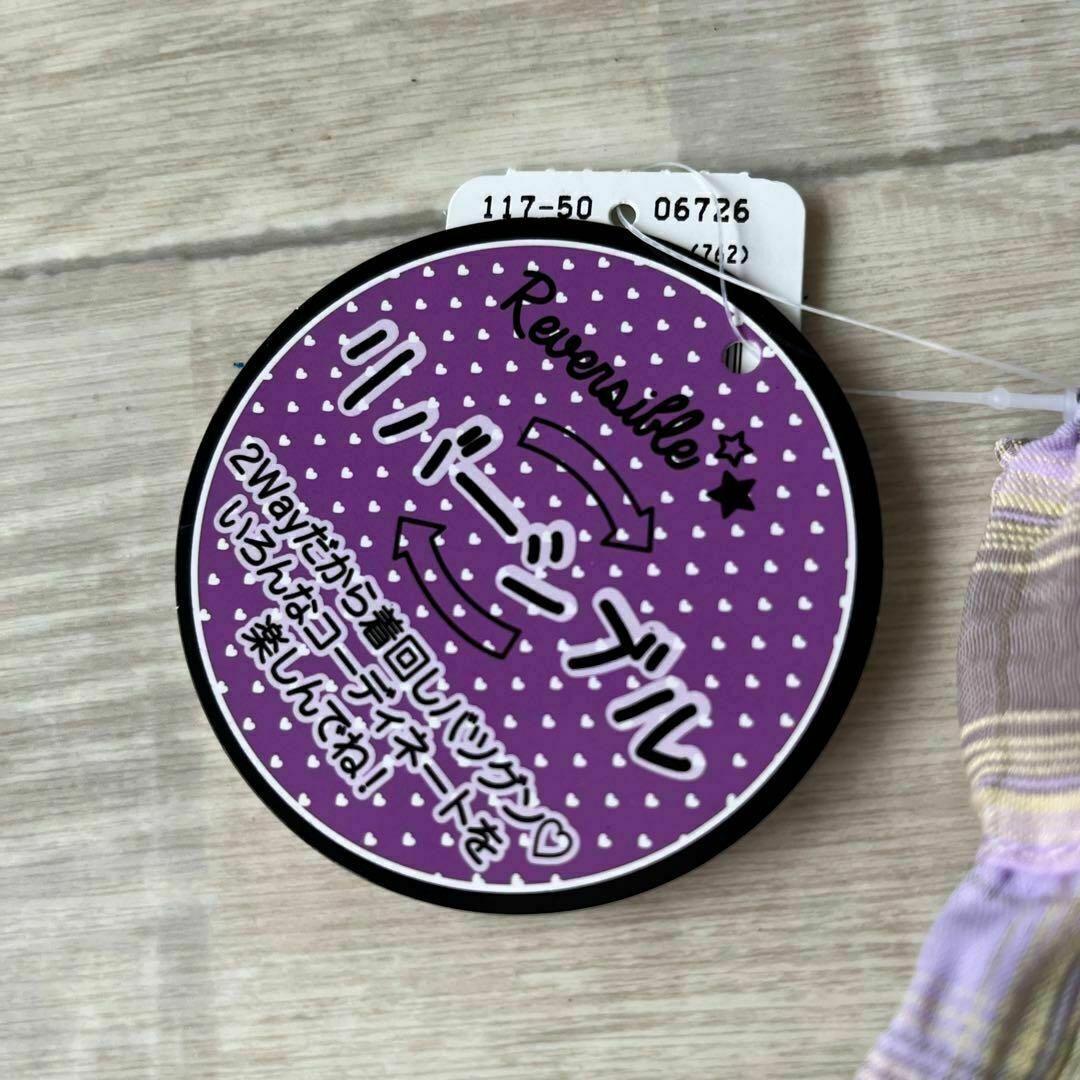 117-50 06726
(762)
Reversible
リバーシブル
2Wayだから着回しバツグン♡
いろんなコーディネートを
楽しんでね！